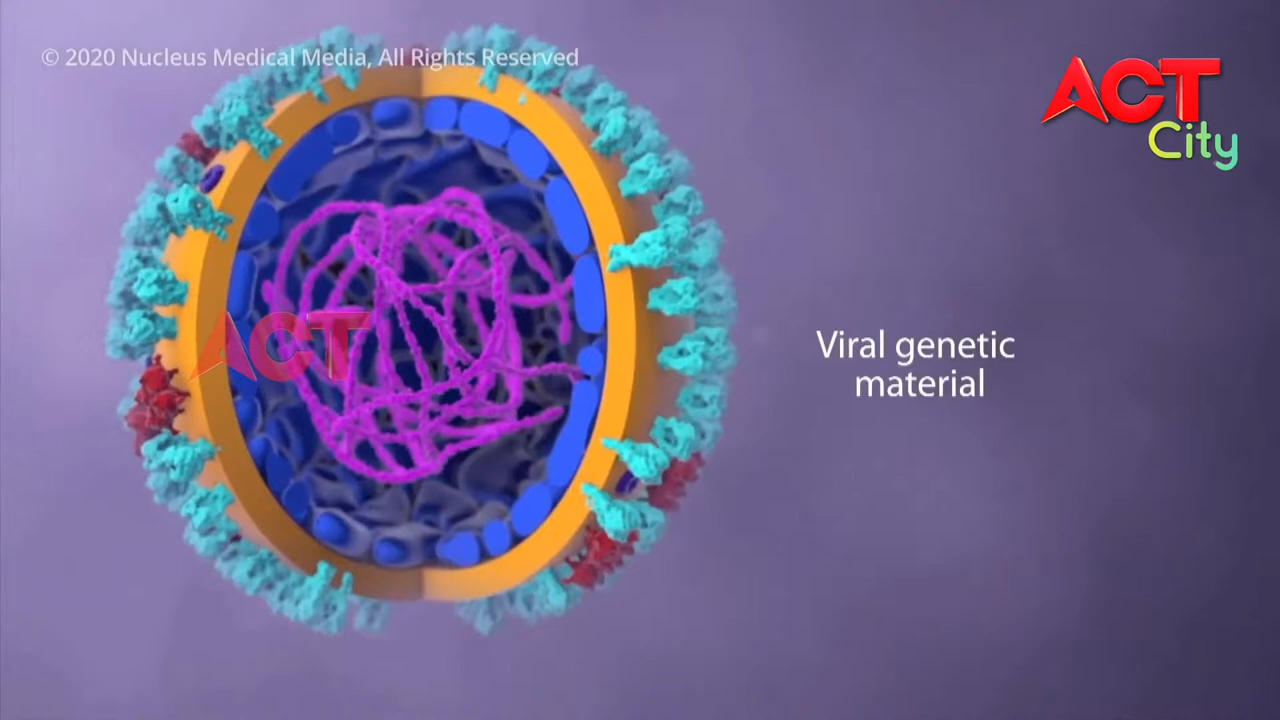 © 2020 Nucleus Medical Media, All Rights Reserved
ACT
City
ACT
Viral genetic
material